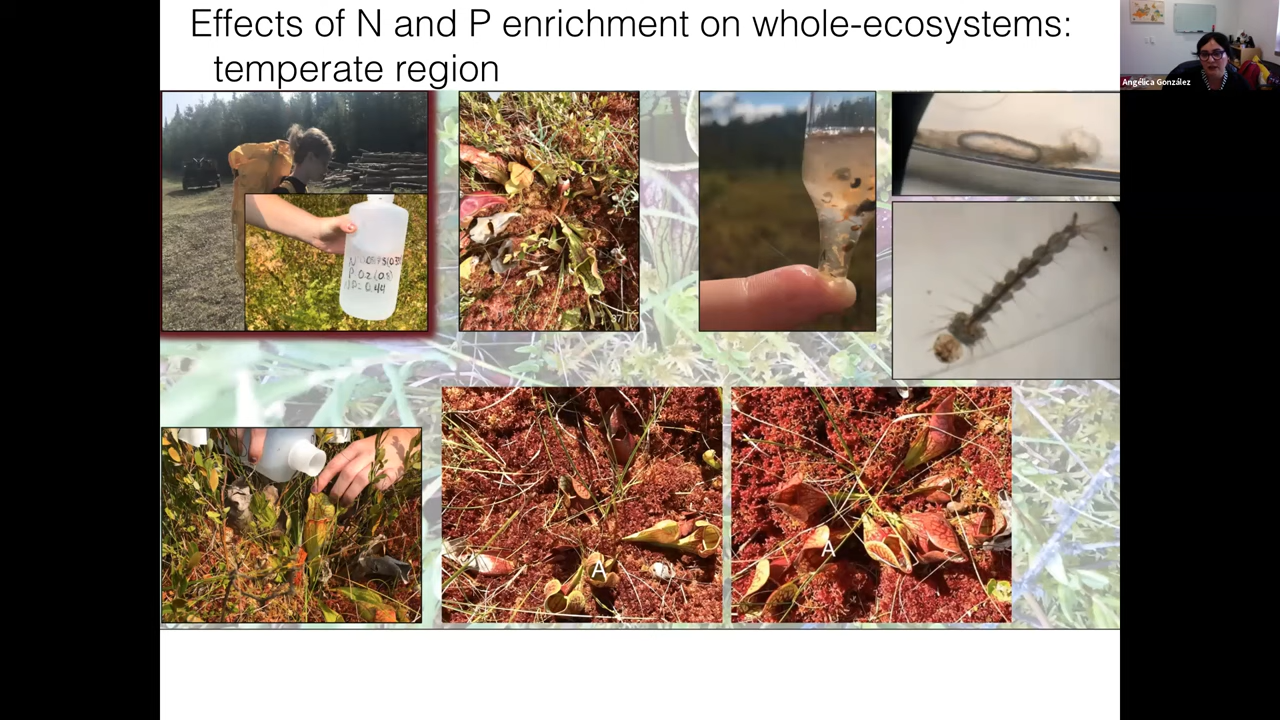 Effects of N and P enrichment on whole-ecosystems:
temperate region
Angélica González
A
A